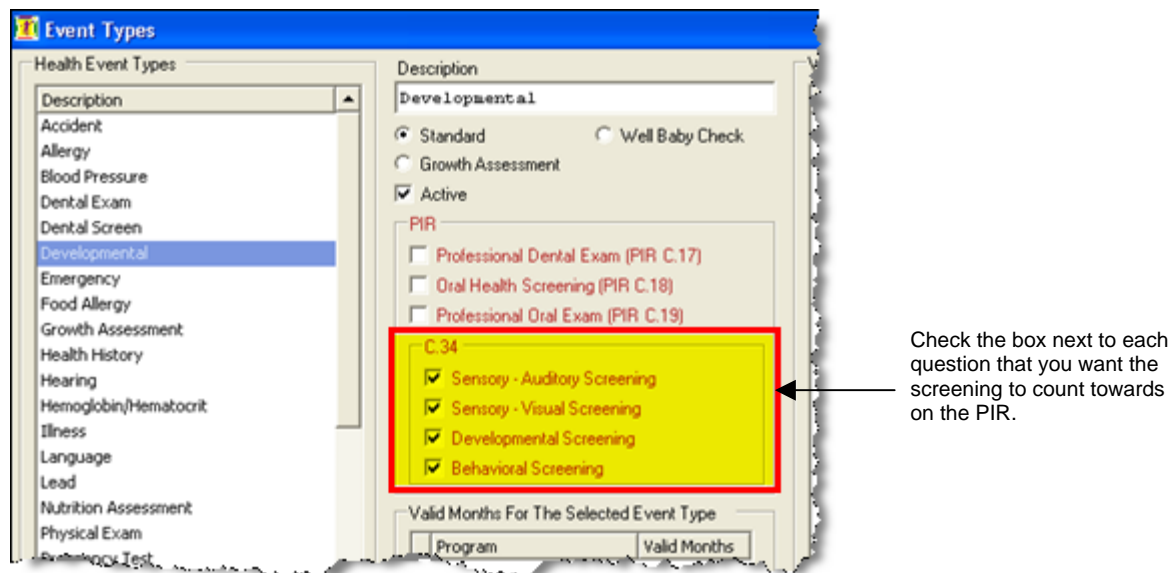 Event Types
Health Event Types
Description
Accident
Allergy
Blood Pressure
Dental Exam
Dental Screen
Developmental
Emergency
Food Allergy
Growth Assessment
Health History
Hearing
Hemoglobin/Hematocrit
Illness
Language
Lead
Nutrition Assessment
Physical Exam
Test
Description
Developmental
Standard
Well Baby Check
Growth Assessment
Active
PIR
Professional Dental Exam (PIR C.17)
Oral Health Screening (PIR C.18)
Professional Oral Exam (PIR C.19)
C.34
Sensory - Auditory Screening
Sensory - Visual Screening
Developmental Screening
Behavioral Screening
Valid Months For The Selected Event Type
Program
Valid Months
Check the box next to each
question that you want the
screening to count towards
on the PIR.